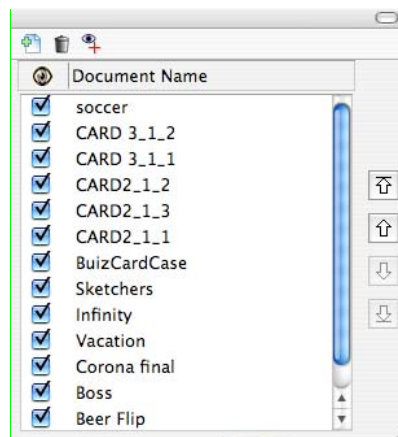 Document Name
soccer
CARD 3_1_2
CARD 3_1_1
CARD2_1_2
CARD2_1_3
CARD2_1_1
BuizCardCase
Sketchers
Infinity
Vacation
Corona final
Boss
Beer Flip